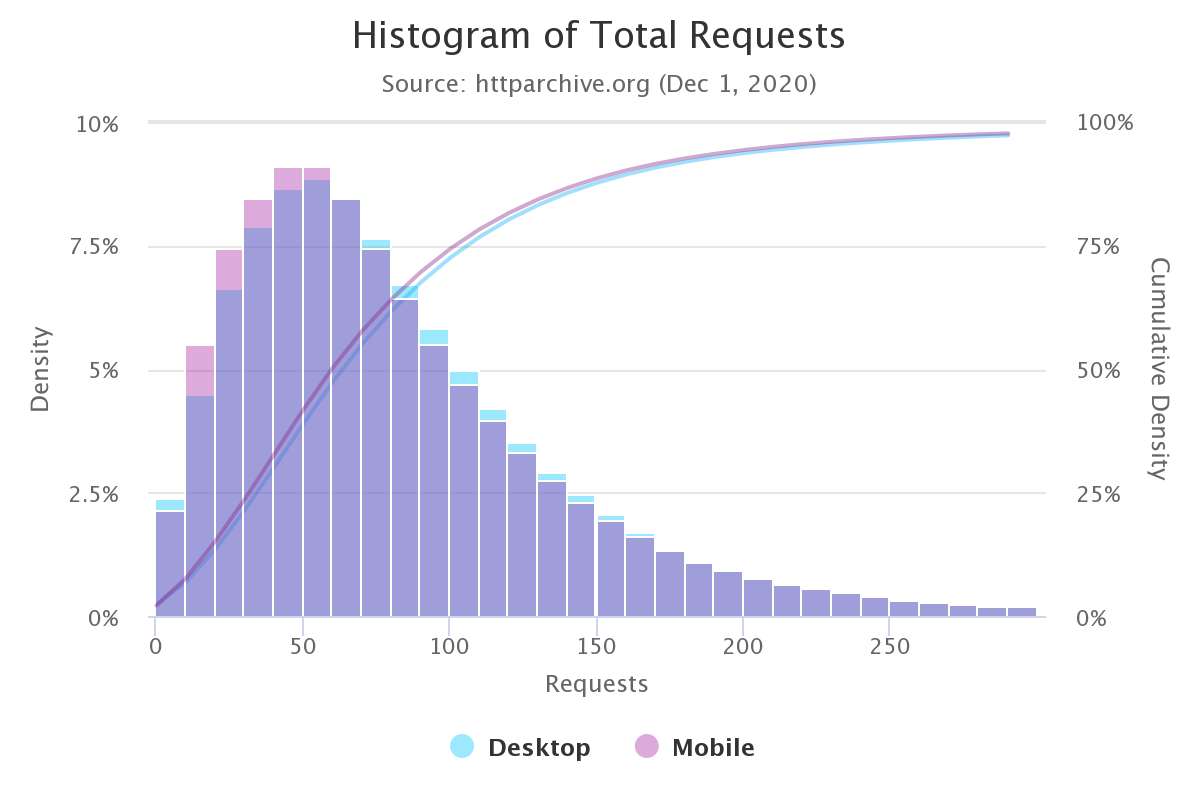 Histogram of Total Requests
Source: httparchive.org (Dec 1, 2020)
10%
7.5%
5%
2.5%
0%
Density
100%
75%
50%
25%
0%
Cumulative Density
0 50 100 150 200 250
Requests
Desktop Mobile